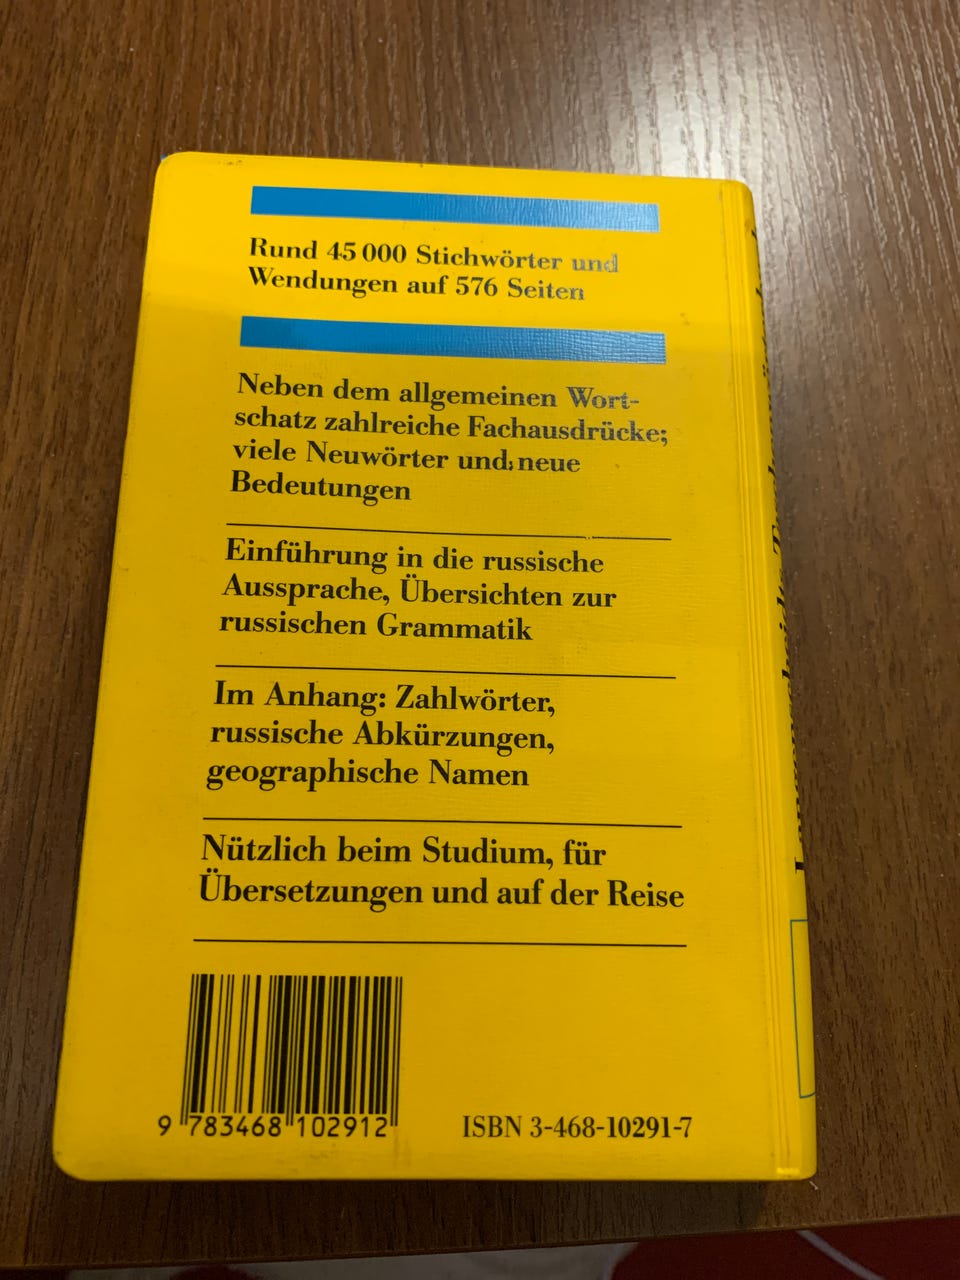 Rund 45 000 Stichwörter und
Wendungen auf 576 Seiten
Neben dem allgemeinen Wort-
schatz zahlreiche Fachausdrücke;
viele Neuwörter und neue
Bedeutungen
Einführung in die russische
Aussprache, Übersichten zur
russischen Grammatik
Im Anhang: Zahlwörter,
russische Abkürzungen,
geographische Namen
Nützlich beim Studium, für
Übersetzungen und auf der Reise
9 783468 102912
ISBN 3-468-10291-7